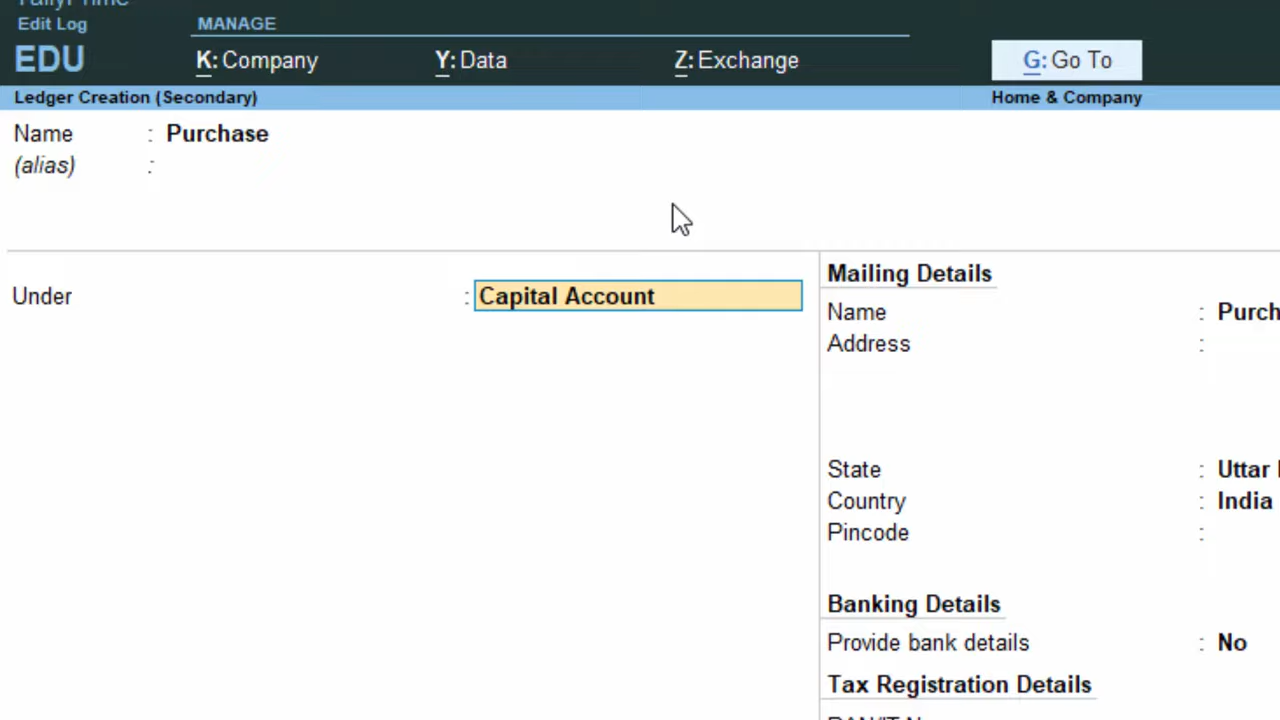 TallyPrime
Edit Log
MANAGE
EDU
K: Company
Y: Data
Z: Exchange
G: Go To
Ledger Creation (Secondary)
Home & Company
Name : Purchase
(alias) :
Under : Capital Account
Mailing Details
Name : Purch
Address :
State : Uttar
Country : India
Pincode :
Banking Details
Provide bank details : No
Tax Registration Details